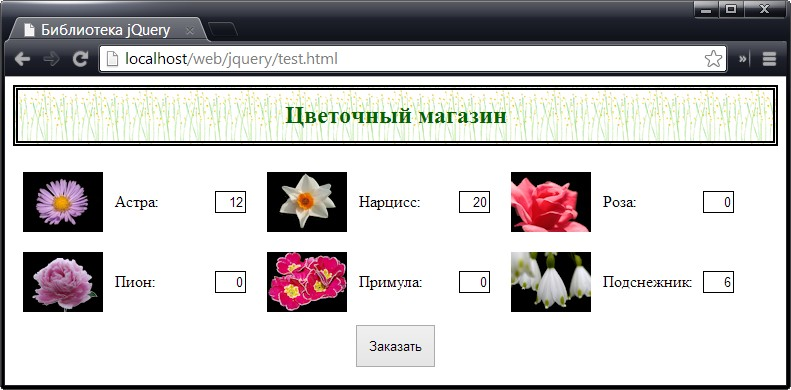 Библиотека jQuery
localhost/web/jquery/test.html
Цветочный магазин
Астра: 12 Нарцисс: 20 Роза: 0
Пион: 0 Примула: 0 Подснежник: 6
Заказать